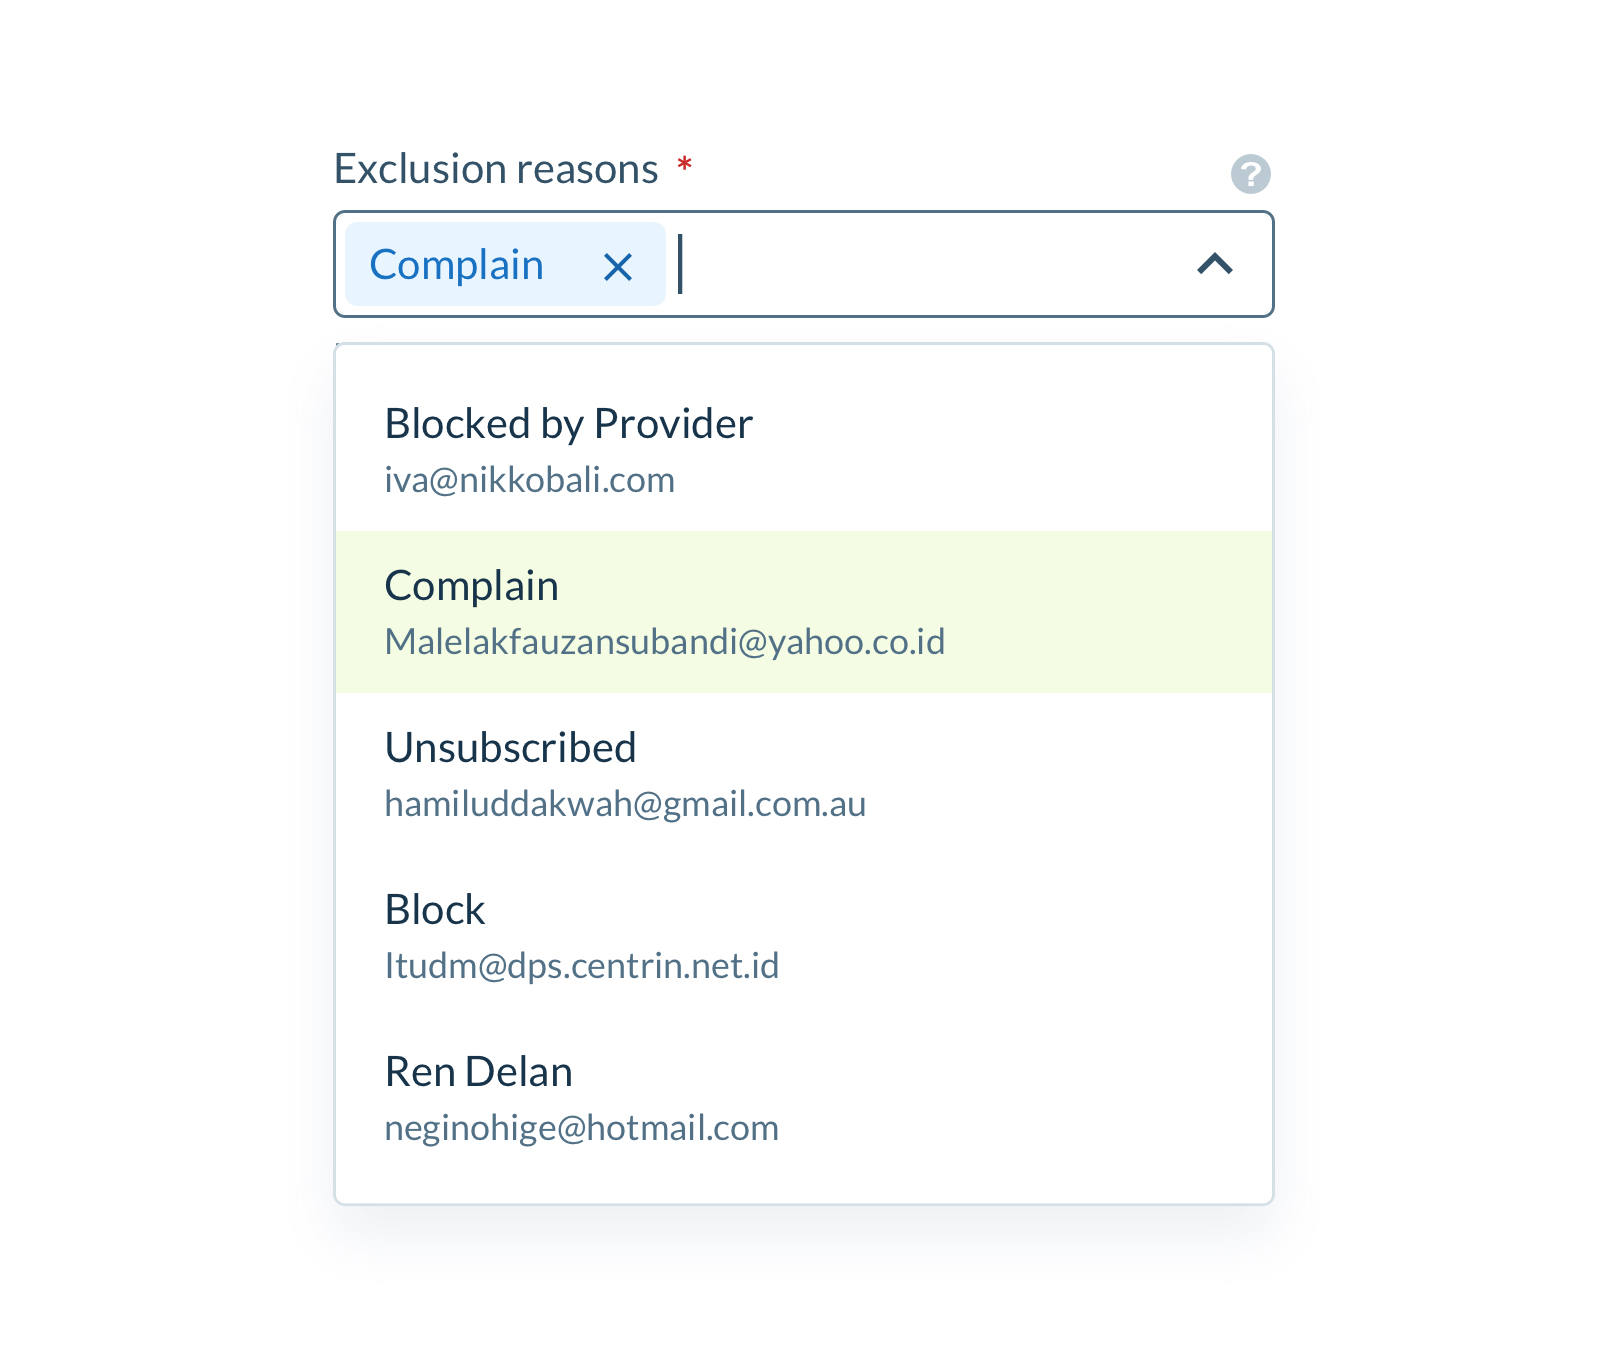 Exclusion reasons *
?
Complain
Blocked by Provider
iva@nikkobali.com
Complain
Malelakfauzansubandi@yahoo.co.id
Unsubscribed
hamiluddakwah@gmail.com.au
Block
Itudm@dps.centrin.net.id
Ren Delan
neginohige@hotmail.com